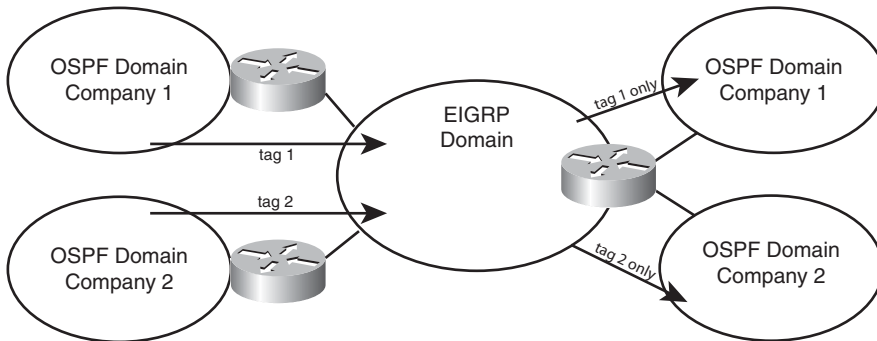 OSPF Domain
Company 1
tag 1
tag 2
OSPF Domain
Company 2
EIGRP
Domain
tag 1 only
OSPF Domain
Company 1
tag 2 only
OSPF Domain
Company 2